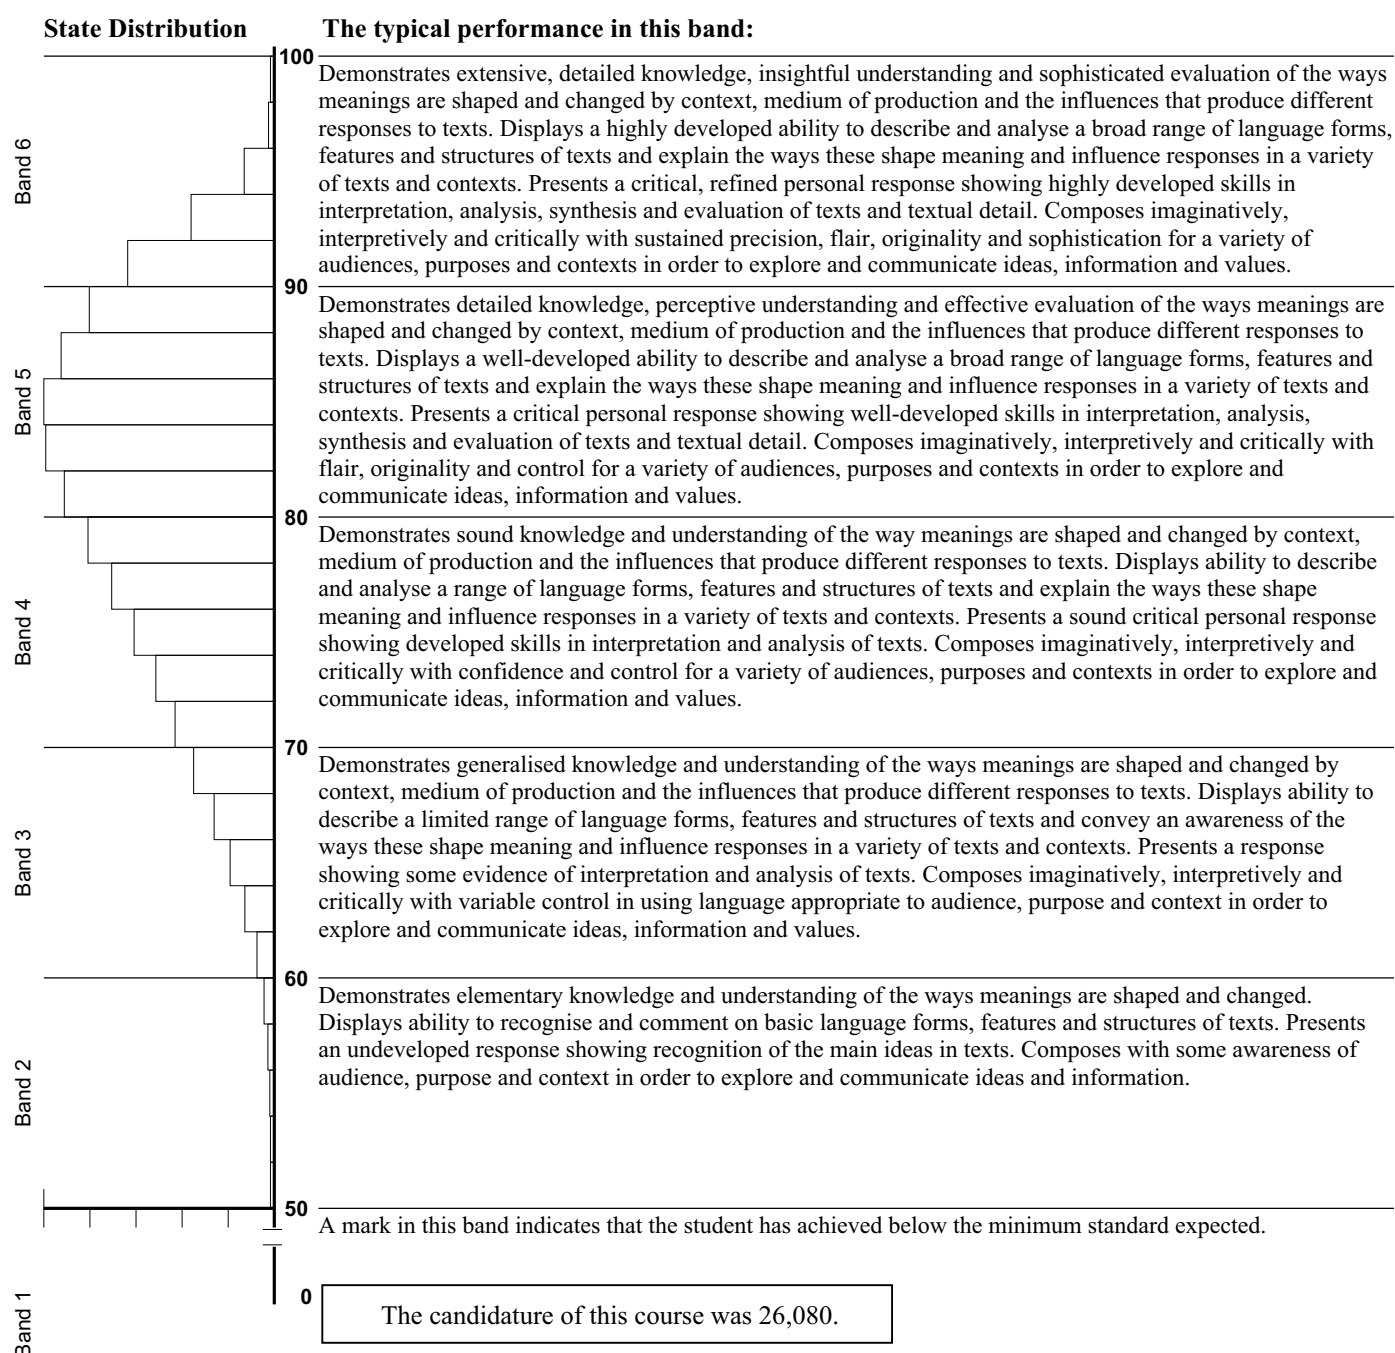 State Distribution
The typical performance in this band:
100
Band 6
Demonstrates extensive, detailed knowledge, insightful understanding and sophisticated evaluation of the ways
meanings are shaped and changed by context, medium of production and the influences that produce different
responses to texts. Displays a highly developed ability to describe and analyse a broad range of language forms,
features and structures of texts and explain the ways these shape meaning and influence responses in a variety
of texts and contexts. Presents a critical, refined personal response showing highly developed skills in
interpretation, analysis, synthesis and evaluation of texts and textual detail. Composes imaginatively,
interpretively and critically with sustained precision, flair, originality and sophistication for a variety of
audiences, purposes and contexts in order to explore and communicate ideas, information and values.
90
Band 5
Demonstrates detailed knowledge, perceptive understanding and effective evaluation of the ways meanings are
shaped and changed by context, medium of production and the influences that produce different responses to
texts. Displays a well-developed ability to describe and analyse a broad range of language forms, features and
structures of texts and explain the ways these shape meaning and influence responses in a variety of texts and
contexts. Presents a critical personal response showing well-developed skills in interpretation, analysis,
synthesis and evaluation of texts and textual detail. Composes imaginatively, interpretively and critically with
flair, originality and control for a variety of audiences, purposes and contexts in order to explore and
communicate ideas, information and values.
80
Band 4
Demonstrates sound knowledge and understanding of the way meanings are shaped and changed by context,
medium of production and the influences that produce different responses to texts. Displays ability to describe
and analyse a range of language forms, features and structures of texts and explain the ways these shape
meaning and influence responses in a variety of texts and contexts. Presents a sound critical personal response
showing developed skills in interpretation and analysis of texts. Composes imaginatively, interpretively and
critically with confidence and control for a variety of audiences, purposes and contexts in order to explore and
communicate ideas, information and values.
70
Band 3
Demonstrates generalised knowledge and understanding of the ways meanings are shaped and changed by
context, medium of production and the influences that produce different responses to texts. Displays ability to
describe a limited range of language forms, features and structures of texts and convey an awareness of the
ways these shape meaning and influence responses in a variety of texts and contexts. Presents a response
showing some evidence of interpretation and analysis of texts. Composes imaginatively, interpretively and
critically with variable control in using language appropriate to audience, purpose and context in order to
explore and communicate ideas, information and values.
60
Band 2
Demonstrates elementary knowledge and understanding of the ways meanings are shaped and changed.
Displays ability to recognise and comment on basic language forms, features and structures of texts. Presents
an undeveloped response showing recognition of the main ideas in texts. Composes with some awareness of
audience, purpose and context in order to explore and communicate ideas and information.
50
A mark in this band indicates that the student has achieved below the minimum standard expected.
Band 1
0
The candidature of this course was 26,080.